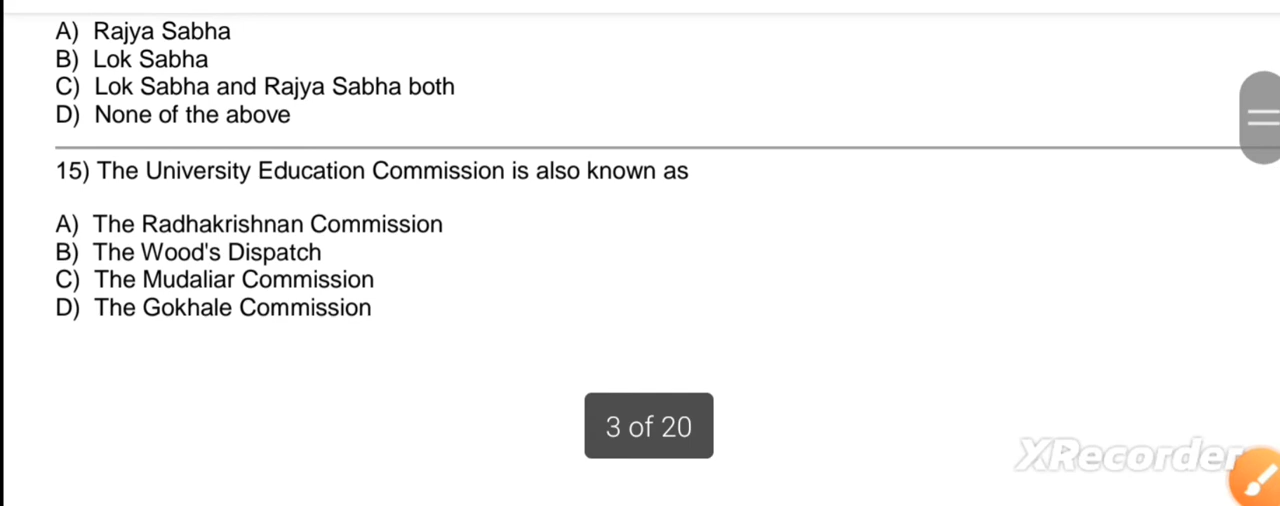 A) Rajya Sabha
B) Lok Sabha
C) Lok Sabha and Rajya Sabha both
D) None of the above
15) The University Education Commission is also known as
A) The Radhakrishnan Commission
B) The Wood's Dispatch
C) The Mudaliar Commission
D) The Gokhale Commission
3 of 20
XRecorder